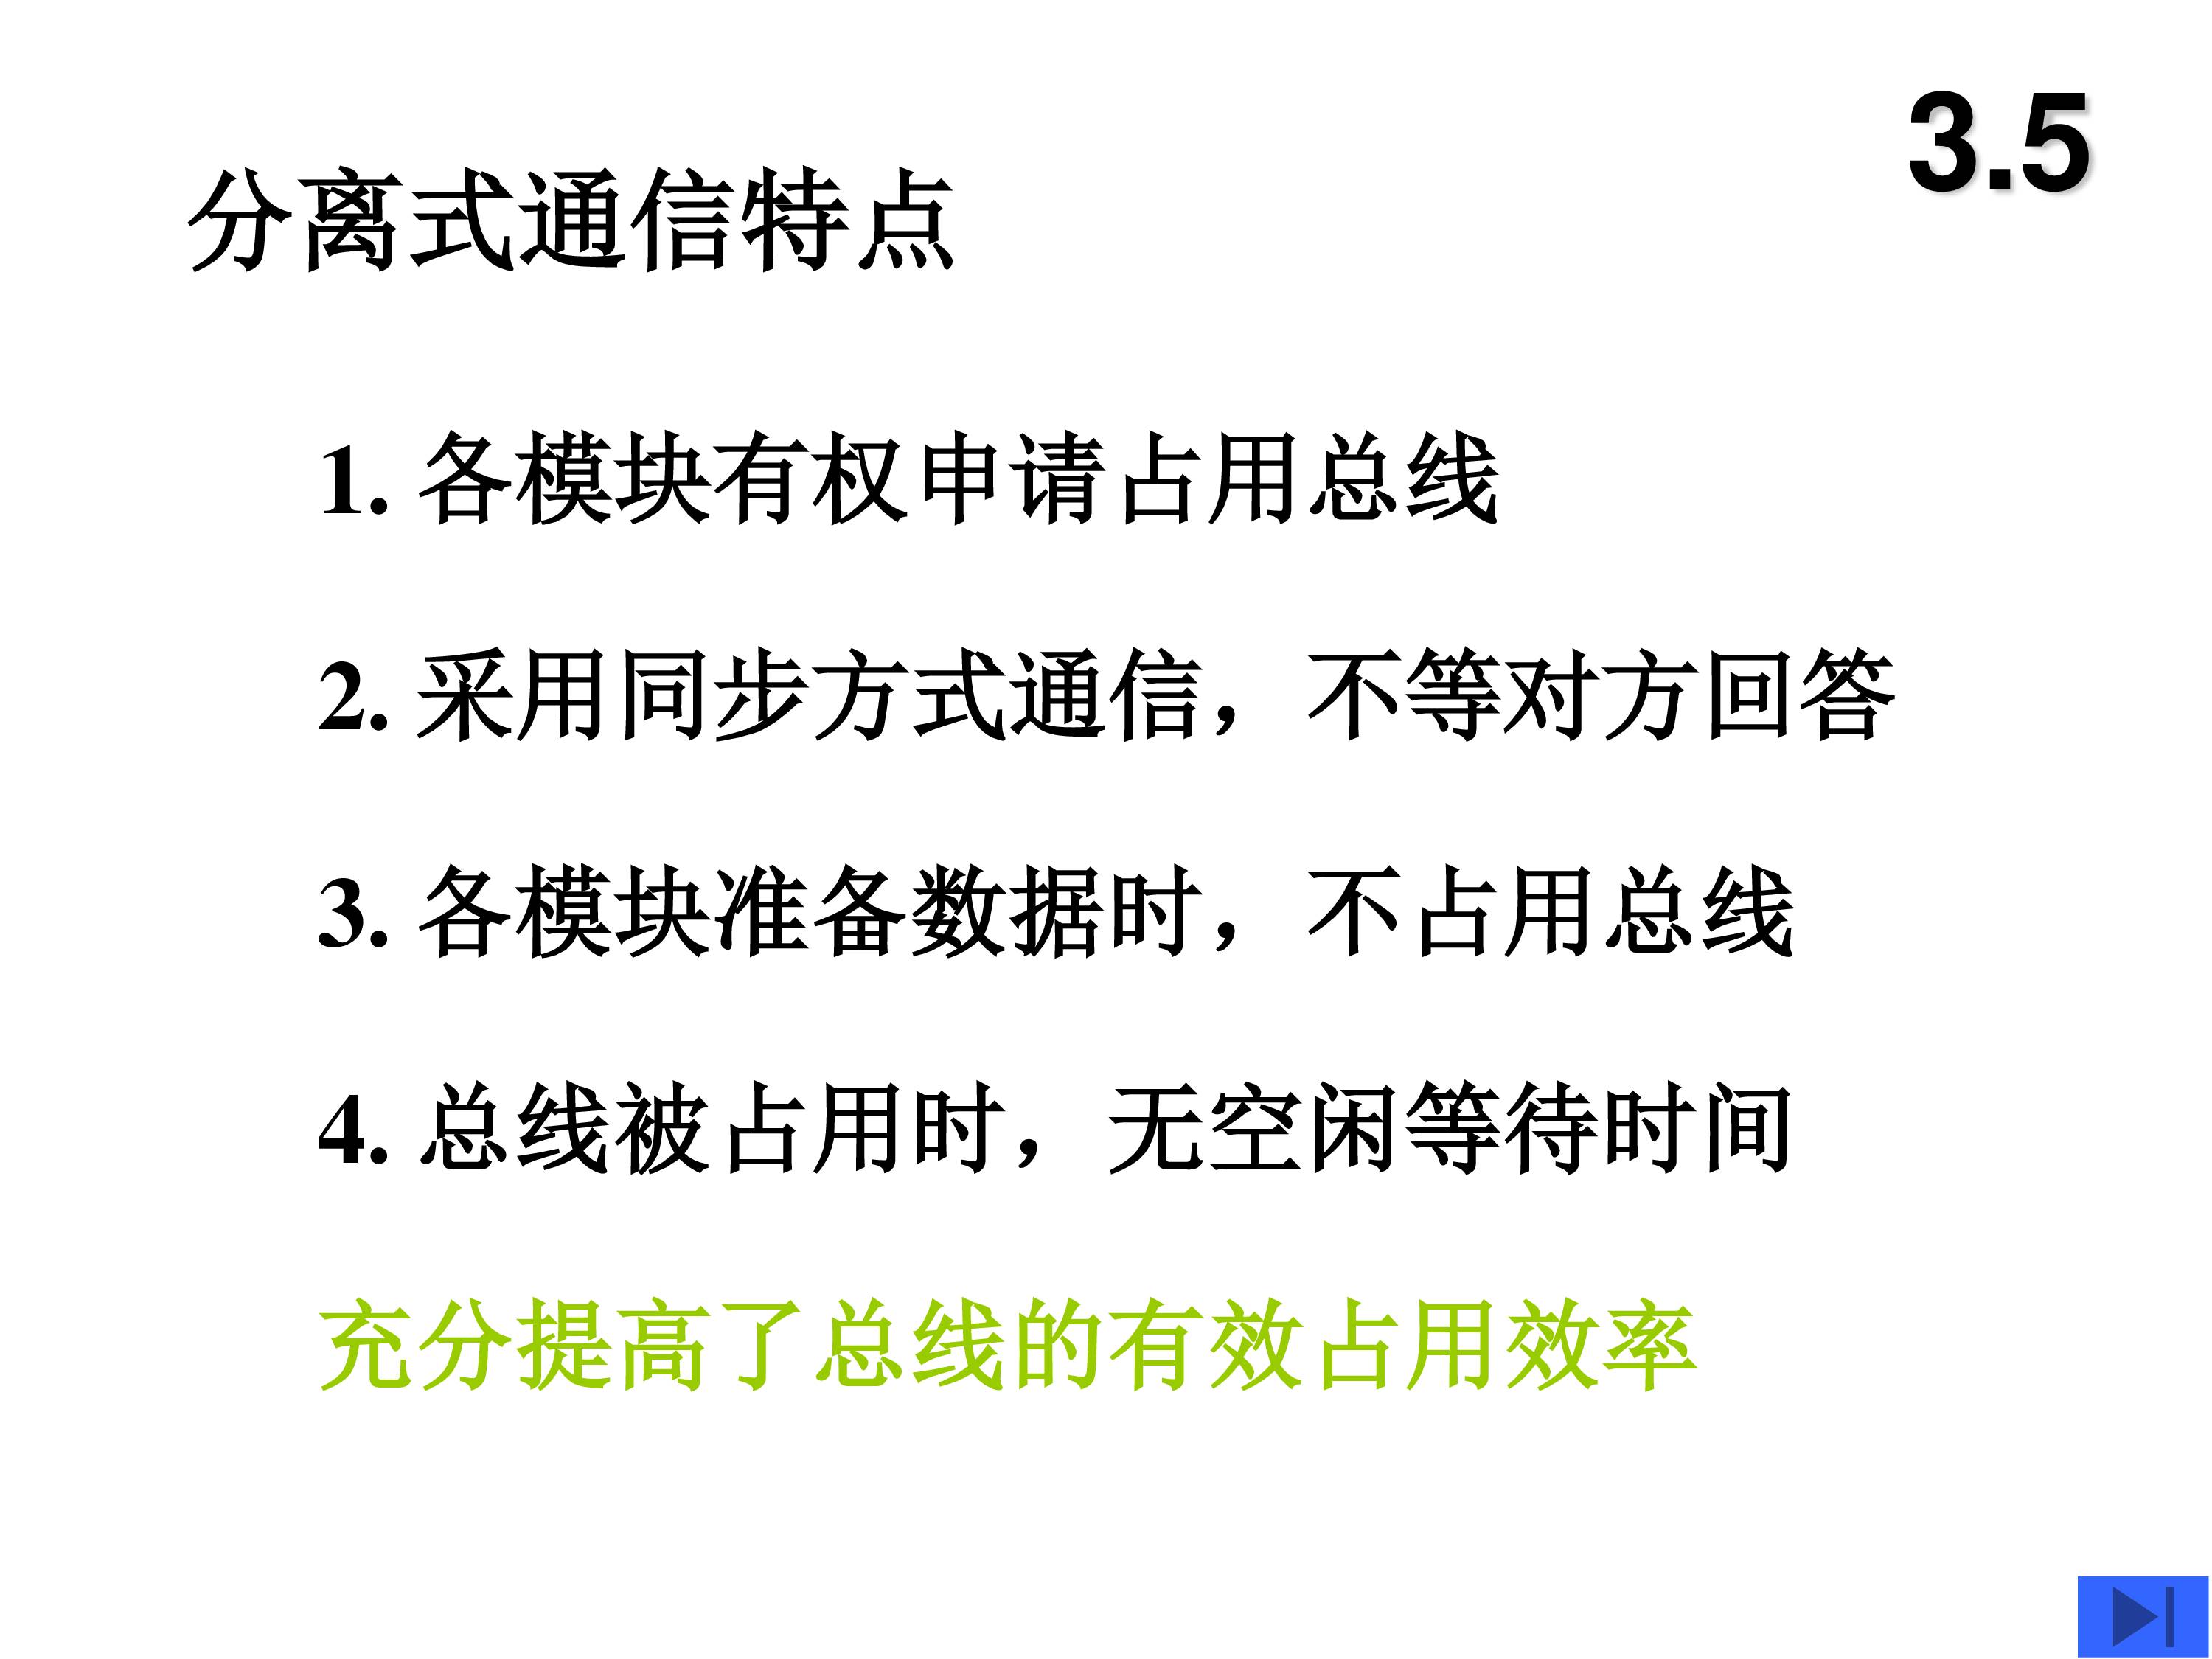 3.5
分离式通信特点
1. 各模块有权申请占用总线
2. 采用同步方式通信，不等对方回答
3. 各模块准备数据时，不占用总线
4. 总线被占用时，无空闲等待时间
充分提高了总线的有效占用效率